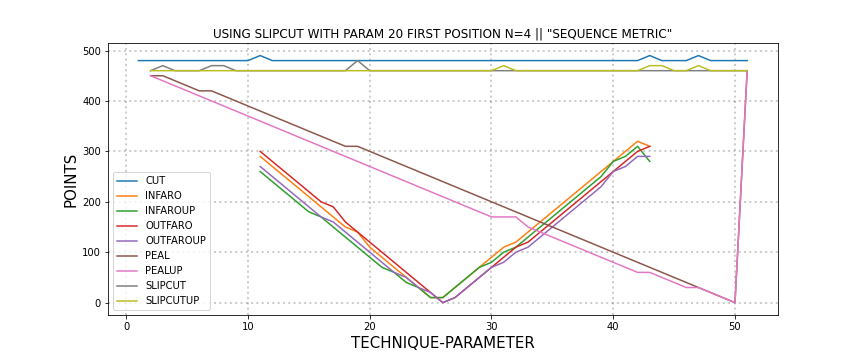 USING SLIPCUT WITH PARAM 20 FIRST POSITION N=4 || "SEQUENCE METRIC"
500
400
300
200
100
0
POINTS
CUT
INFARO
INFAROUP
OUTFARO
OUTFAROUP
PEAL
PEALUP
SLIPCUT
SLIPCUTUP
0 10 20 30 40 50
TECHNIQUE-PARAMETER